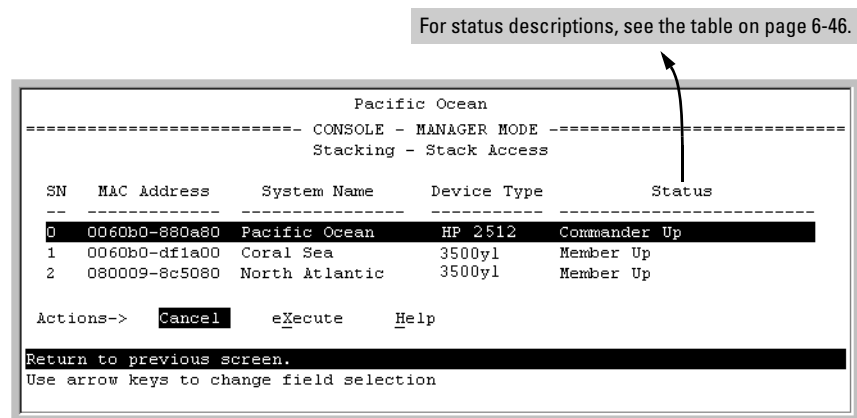 For status descriptions, see the table on page 6-46.
Pacific Ocean
==========================- CONSOLE - MANAGER MODE -============================
Stacking - Stack Access
SN MAC Address System Name Device Type Status
-- ------------- ---------------- ----------- -------------------------
0 0060b0-880a80 Pacific Ocean HP 2512 Commander Up
1 0060b0-df1a00 Coral Sea 3500yl Member Up
2 080009-8c5080 North Atlantic 3500yl Member Up
Actions-> Cancel eXecute Help
Return to previous screen.
Use arrow keys to change field selection